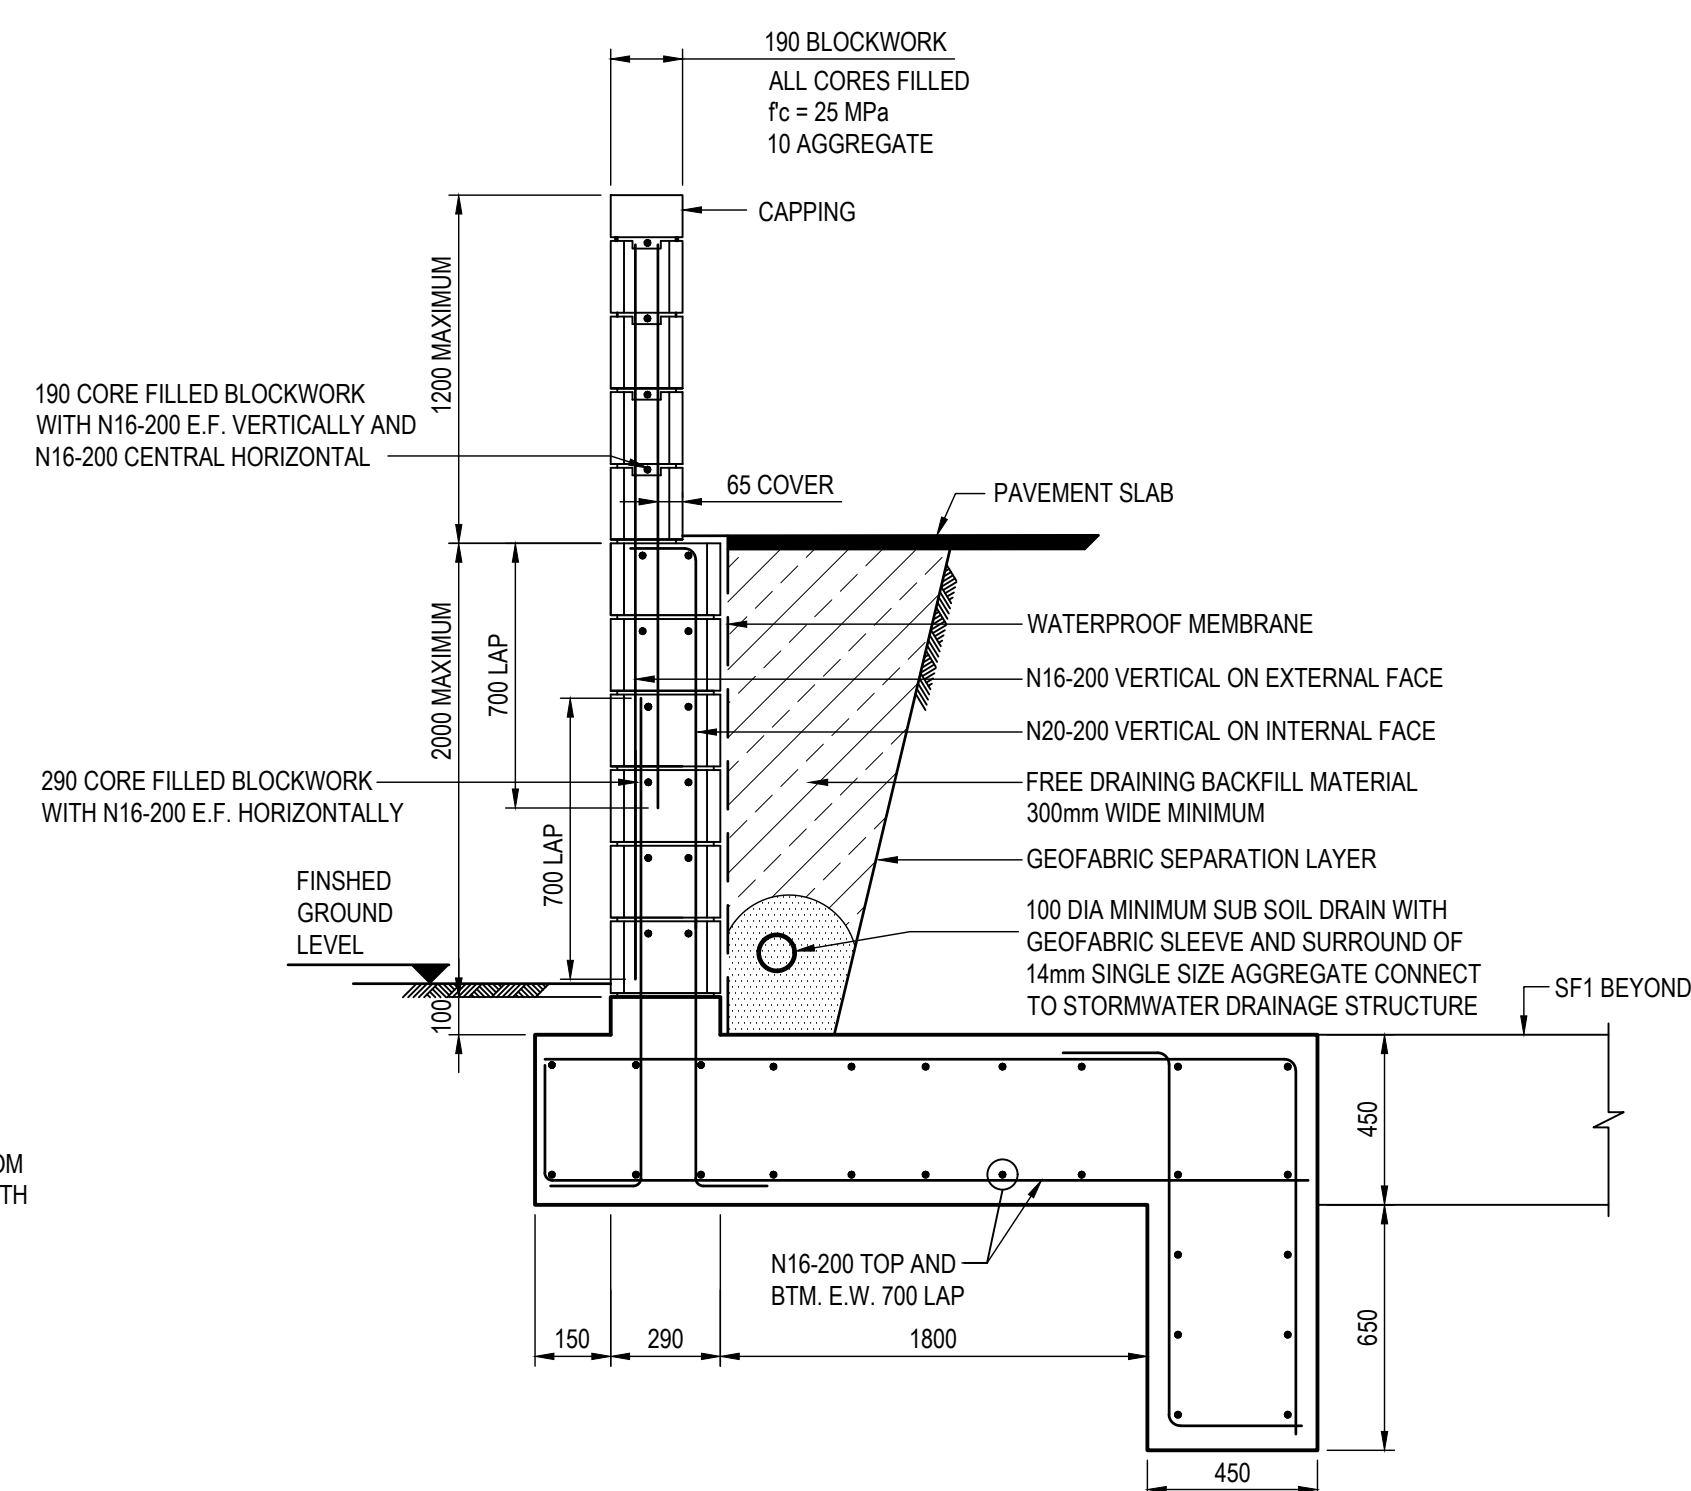 190 BLOCKWORK
ALL CORES FILLED
f'c = 25 MPa
10 AGGREGATE
CAPPING
1200 MAXIMUM
190 CORE FILLED BLOCKWORK
WITH N16-200 E.F. VERTICALLY AND
N16-200 CENTRAL HORIZONTAL
65 COVER
PAVEMENT SLAB
2000 MAXIMUM
700 LAP
WATERPROOF MEMBRANE
N16-200 VERTICAL ON EXTERNAL FACE
N20-200 VERTICAL ON INTERNAL FACE
290 CORE FILLED BLOCKWORK
WITH N16-200 E.F. HORIZONTALLY
FREE DRAINING BACKFILL MATERIAL
300mm WIDE MINIMUM
700 LAP
GEOFABRIC SEPARATION LAYER
FINSHED
GROUND
LEVEL
100 DIA MINIMUM SUB SOIL DRAIN WITH
GEOFABRIC SLEEVE AND SURROUND OF
14mm SINGLE SIZE AGGREGATE CONNECT
TO STORMWATER DRAINAGE STRUCTURE
SF1 BEYOND
100
450
OM
TH
N16-200 TOP AND
BTM. E.W. 700 LAP
650
150
290
1800
450